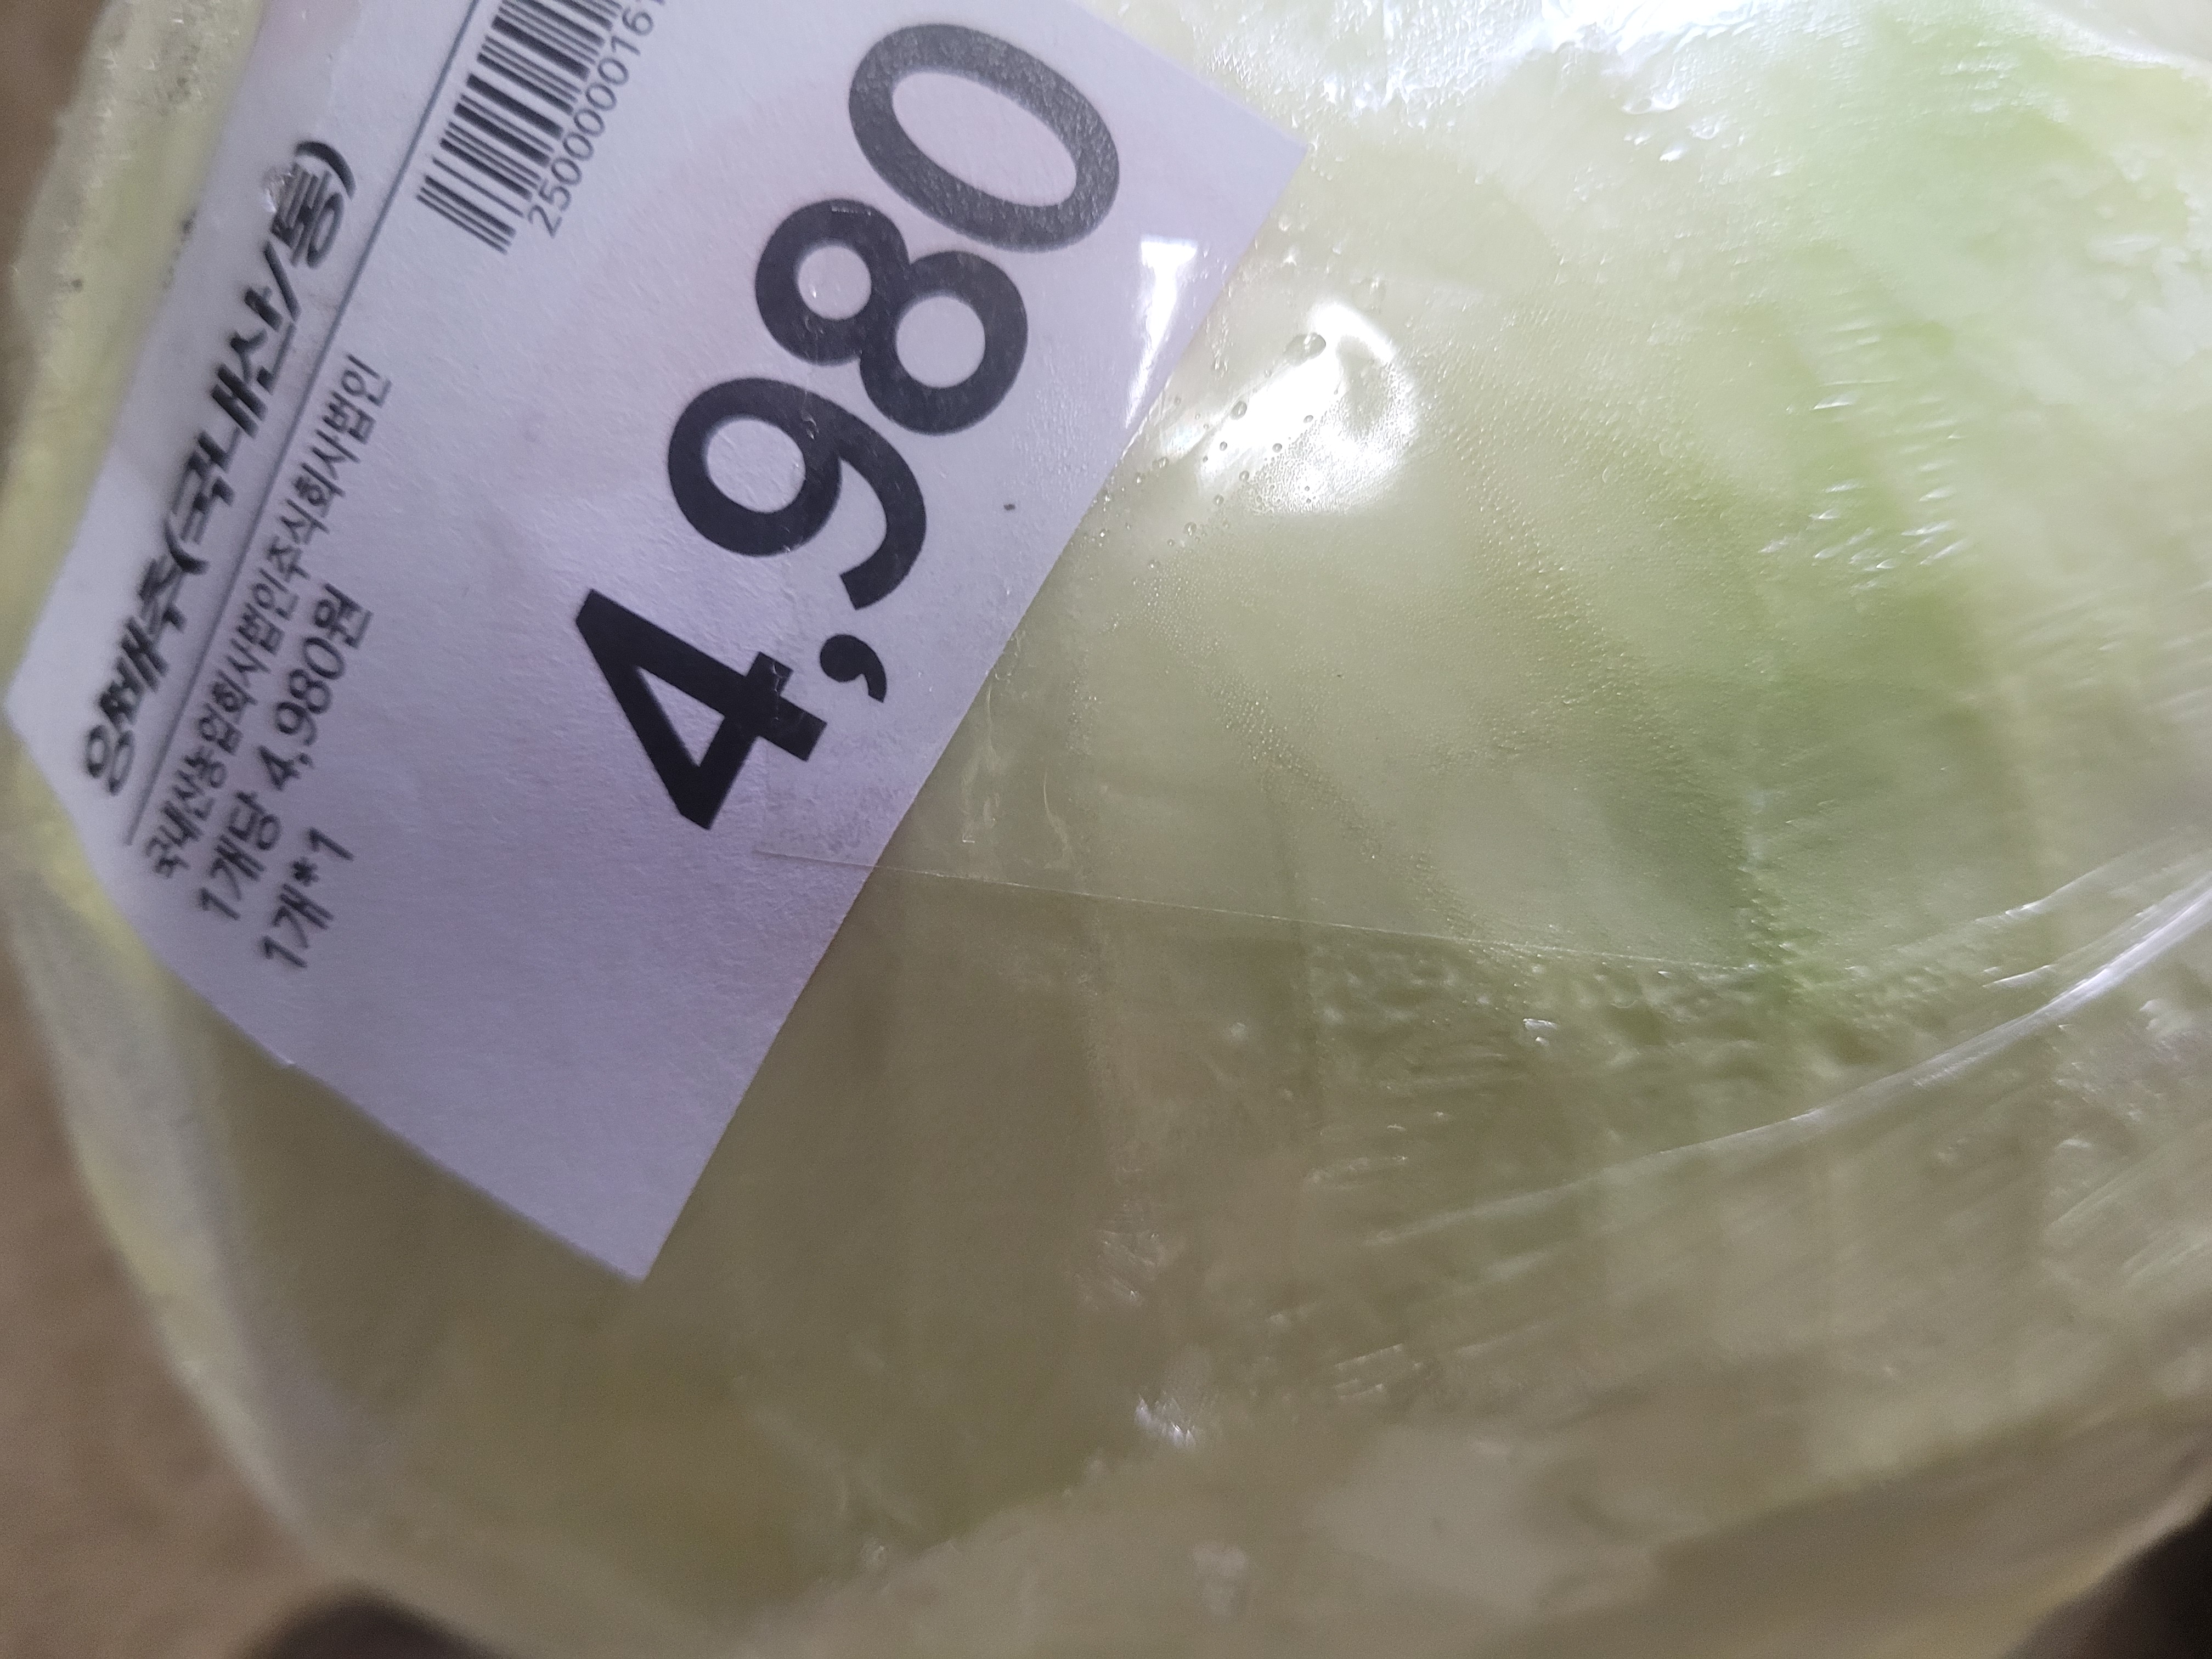 양배추(국내산/통)
국내산농업회사법인주식회사법인
1개당 4,980원
1개*1
250000016
4,980